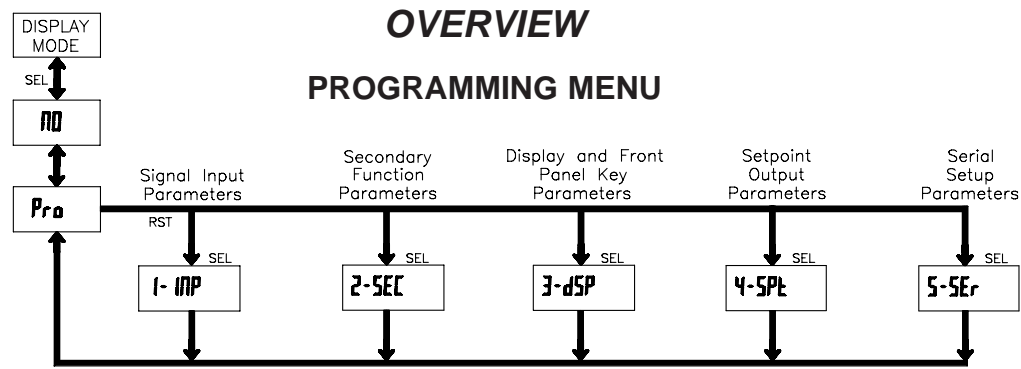 OVERVIEW
PROGRAMMING MENU
DISPLAY
MODE
SEL
NO
Pro
Signal Input
Parameters
RST
SEL
1-INP
Secondary
Function
Parameters
SEL
2-SEC
Display and Front
Panel Key
Parameters
SEL
3-dSP
Setpoint
Output
Parameters
SEL
4-SPt
Serial
Setup
Parameters
SEL
5-SEr